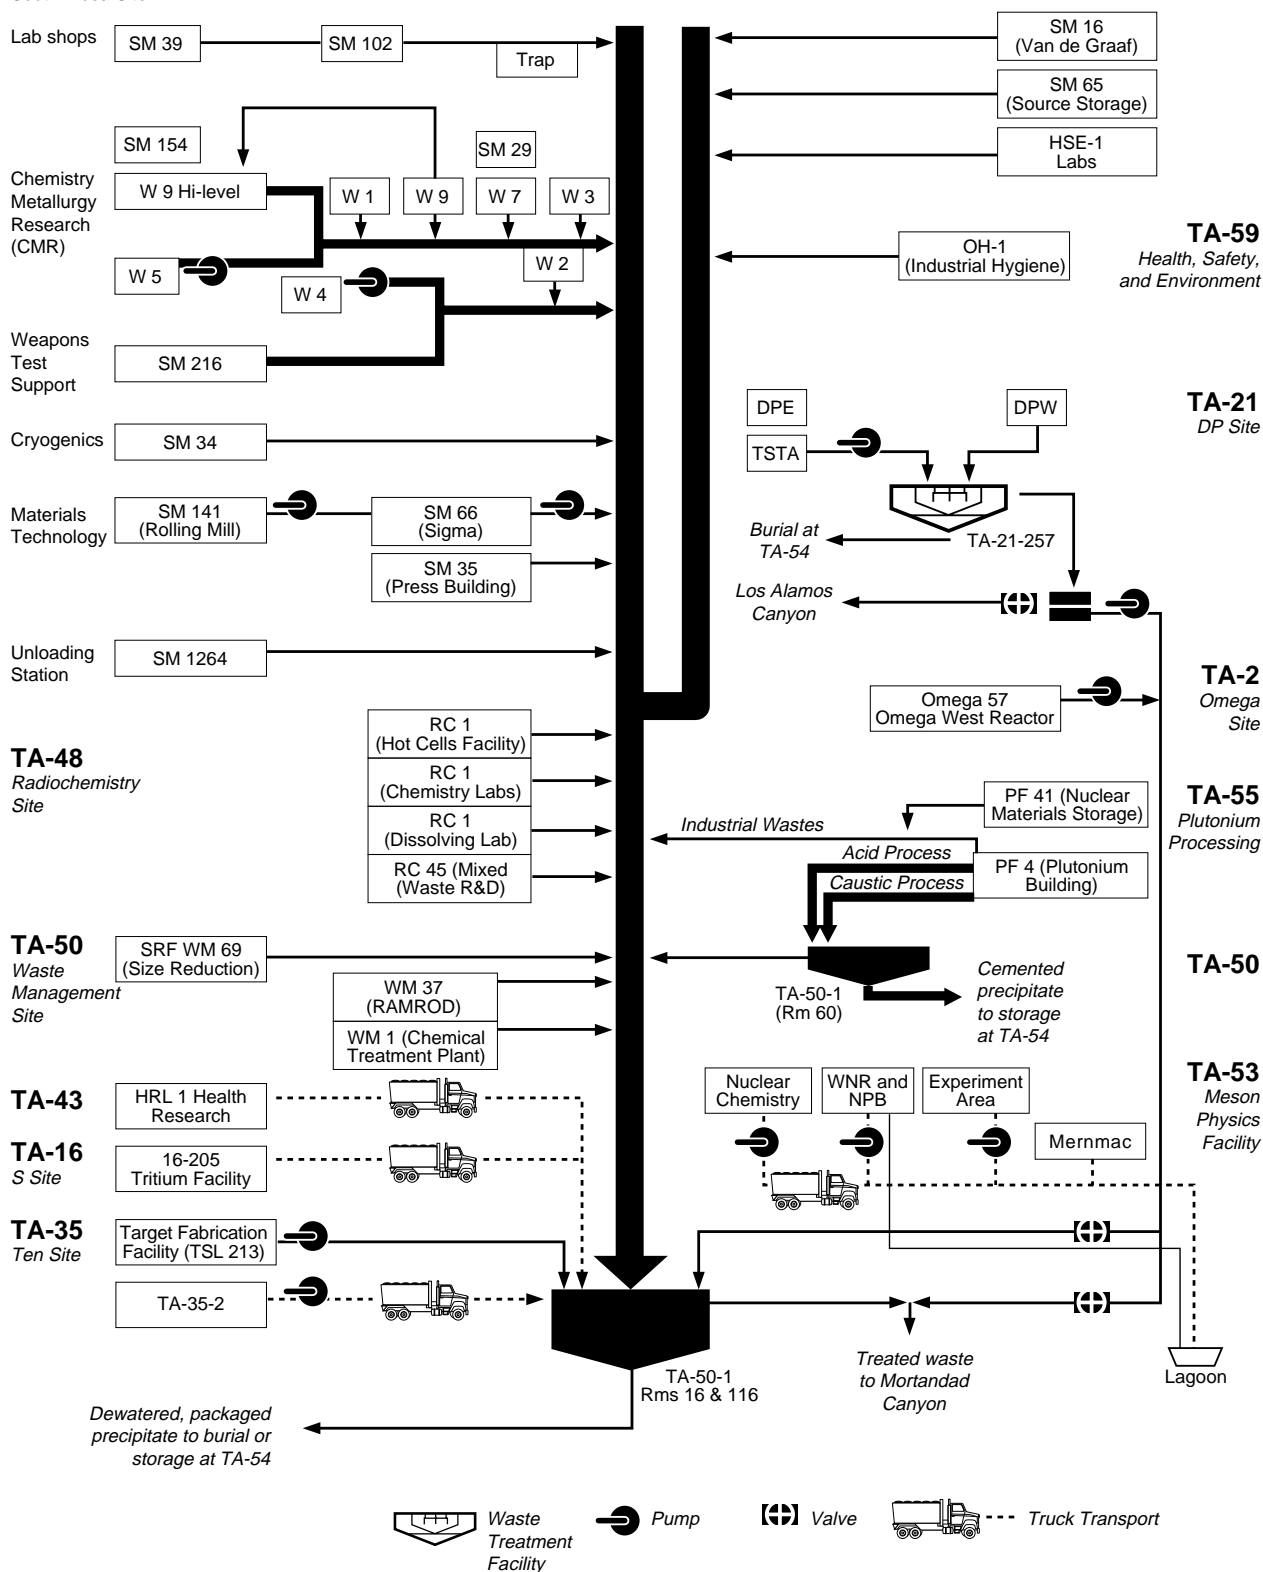 Lab shops
SM 39
SM 102
Trap
SM 16
(Van de Graaf)
SM 65
(Source Storage)
HSE-1
Labs
SM 154
SM 29
Chemistry
Metallurgy
Research
(CMR)
W 9 Hi-level
W 1
W 9
W 7
W 3
W 5
W 4
W 2
OH-1
(Industrial Hygiene)
TA-59
Health, Safety,
and Environment
Weapons
Test
Support
SM 216
Cryogenics
SM 34
DPE
TSTA
DPW
TA-21
DP Site
Materials
Technology
SM 141
(Rolling Mill)
SM 66
(Sigma)
SM 35
(Press Building)
Burial at
TA-54
TA-21-257
Los Alamos
Canyon
Unloading
Station
SM 1264
Omega 57
Omega West Reactor
TA-2
Omega
Site
TA-48
Radiochemistry
Site
RC 1
(Hot Cells Facility)
RC 1
(Chemistry Labs)
RC 1
(Dissolving Lab)
RC 45 (Mixed
(Waste R&D)
Industrial Wastes
Acid Process
Caustic Process
PF 41 (Nuclear
Materials Storage)
PF 4 (Plutonium
Building)
TA-55
Plutonium
Processing
TA-50
Waste
Management
Site
SRF WM 69
(Size Reduction)
WM 37
(RAMROD)
WM 1 (Chemical
Treatment Plant)
TA-50-1
(Rm 60)
Cemented
precipitate
to storage
at TA-54
TA-50
TA-43
HRL 1 Health
Research
Nuclear
Chemistry
WNR and
NPB
Experiment
Area
Mernmac
TA-53
Meson
Physics
Facility
TA-16
S Site
16-205
Tritium Facility
TA-35
Ten Site
Target Fabrication
Facility (TSL 213)
TA-35-2
TA-50-1
Rms 16 & 116
Treated waste
to Mortandad
Canyon
Lagoon
Dewatered, packaged
precipitate to burial or
storage at TA-54
Waste
Treatment
Facility
Pump
Valve
Truck Transport